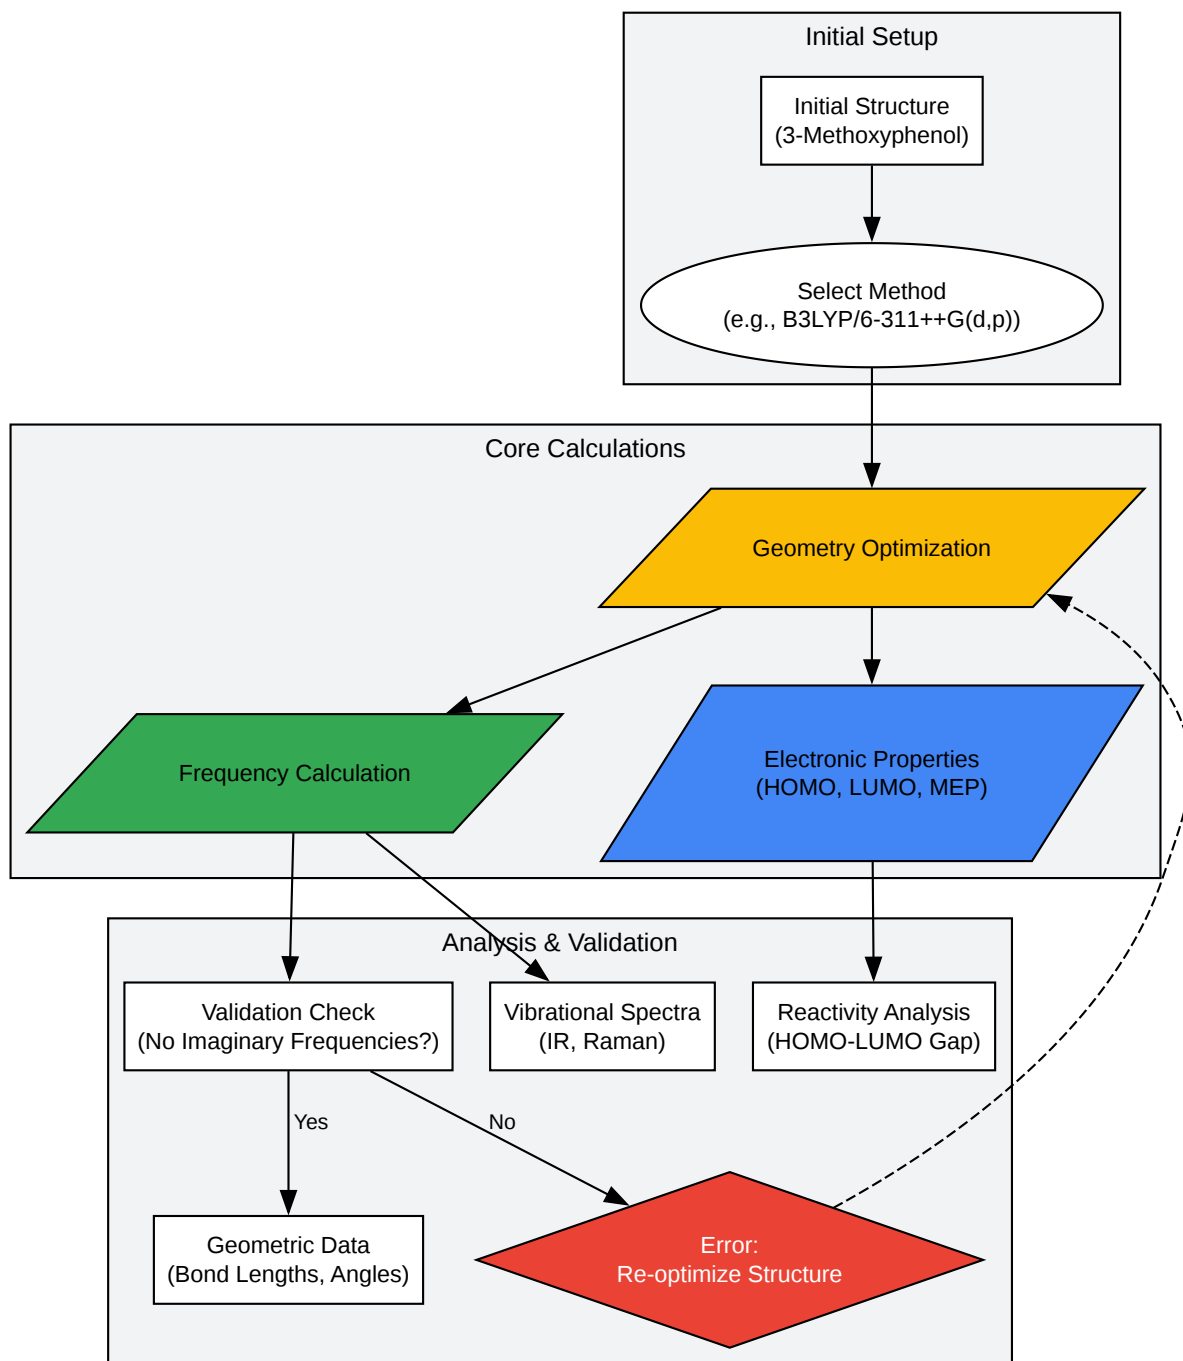 Initial Setup
Initial Structure
(3-Methoxyphenol)
Select Method
(e.g., B3LYP/6-311++G(d,p))
Core Calculations
Geometry Optimization
Frequency Calculation
Electronic Properties
(HOMO, LUMO, MEP)
Analysis & Validation
Validation Check
(No Imaginary Frequencies?)
Vibrational Spectra
(IR, Raman)
Reactivity Analysis
(HOMO-LUMO Gap)
Yes
No
Geometric Data
(Bond Lengths, Angles)
Error:
Re-optimize Structure